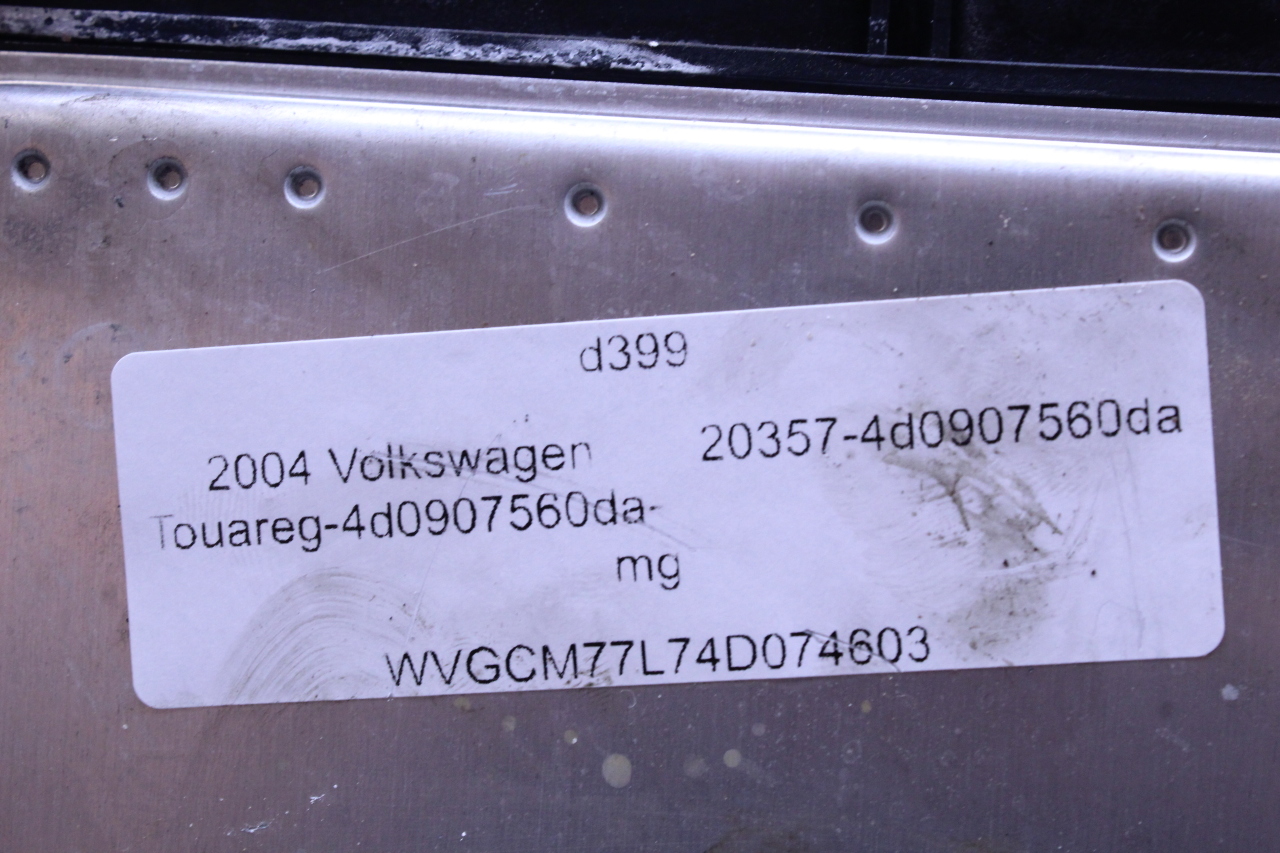 d399
2004 Volkswagen
Touareg-4d0907560da-
mg
20357-4d0907560da
WVGCM77L74D074603